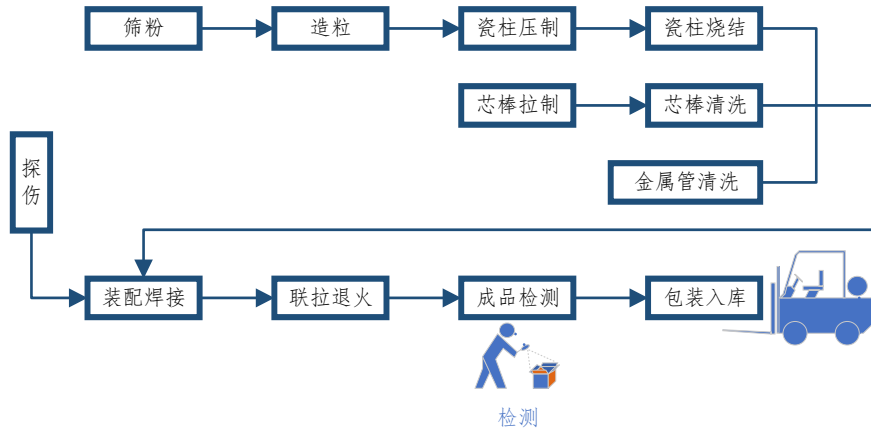 筛粉
造粒
瓷柱压制
瓷柱烧结
芯棒拉制
芯棒清洗
探伤
金属管清洗
装配焊接
联拉退火
成品检测
包装入库
检测